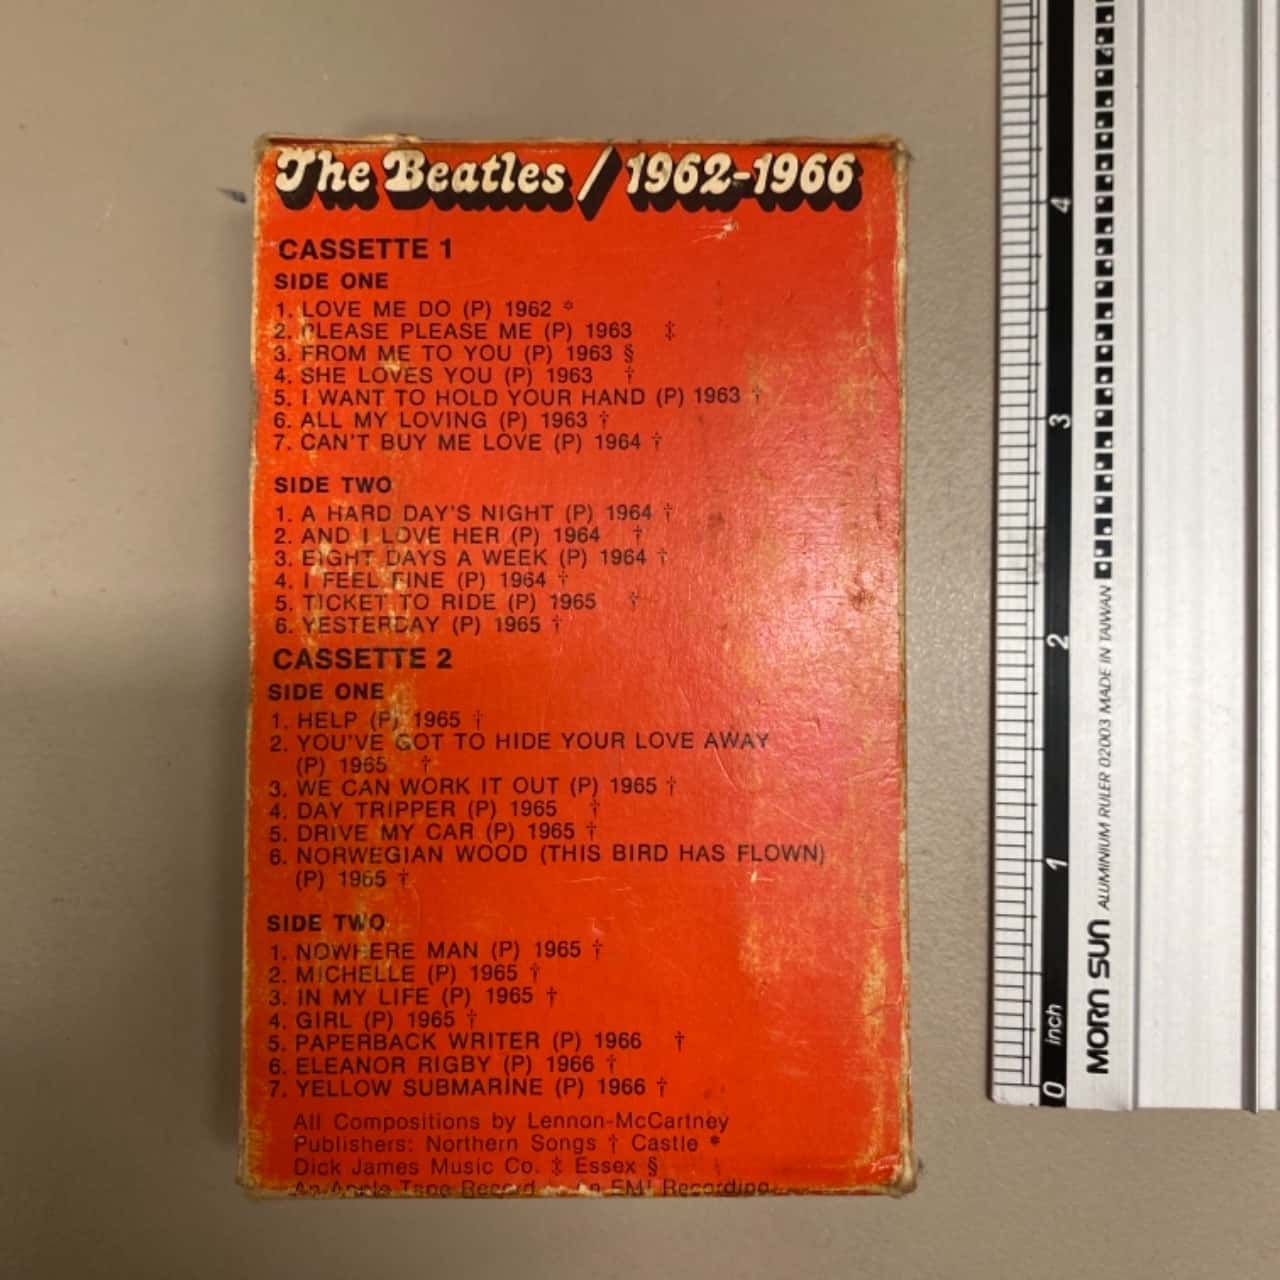 The Beatles / 1962-1966
CASSETTE 1
SIDE ONE
1. LOVE ME DO (P) 1962 *
2. PLEASE PLEASE ME (P) 1963 ‡
3. FROM ME TO YOU (P) 1963 §
4. SHE LOVES YOU (P) 1963 †
5. I WANT TO HOLD YOUR HAND (P) 1963 †
6. ALL MY LOVING (P) 1963 †
7. CAN'T BUY ME LOVE (P) 1964 †
SIDE TWO
1. A HARD DAY'S NIGHT (P) 1964 †
2. AND I LOVE HER (P) 1964 †
3. EIGHT DAYS A WEEK (P) 1964 †
4. I FEEL FINE (P) 1964 †
5. TICKET TO RIDE (P) 1965 †
6. YESTERDAY (P) 1965 †
CASSETTE 2
SIDE ONE
1. HELP (P) 1965 †
2. YOU'VE GOT TO HIDE YOUR LOVE AWAY
(P) 1965 †
3. WE CAN WORK IT OUT (P) 1965 †
4. DAY TRIPPER (P) 1965 †
5. DRIVE MY CAR (P) 1965 †
6. NORWEGIAN WOOD (THIS BIRD HAS FLOWN)
(P) 1965 †
SIDE TWO
1. NOWHERE MAN (P) 1965 †
2. MICHELLE (P) 1965 †
3. IN MY LIFE (P) 1965 †
4. GIRL (P) 1965 †
5. PAPERBACK WRITER (P) 1966 †
6. ELEANOR RIGBY (P) 1966 †
7. YELLOW SUBMARINE (P) 1966 †
All Compositions by Lennon-McCartney
Publishers: Northern Songs † Castle *
Dick James Music Co. ‡ Essex §
An Apple Tape Record An EMI Recording
0 inch 1 2 3 4
MORN SUN ALUMINIUM RULER 02003 MADE IN TAIWAN